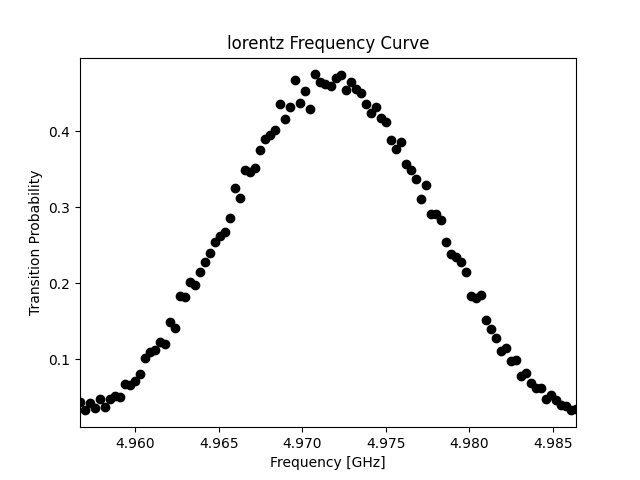 lorentz Frequency Curve
Transition Probability
0.4
0.3
0.2
0.1
4.960 4.965 4.970 4.975 4.980 4.985
Frequency [GHz]